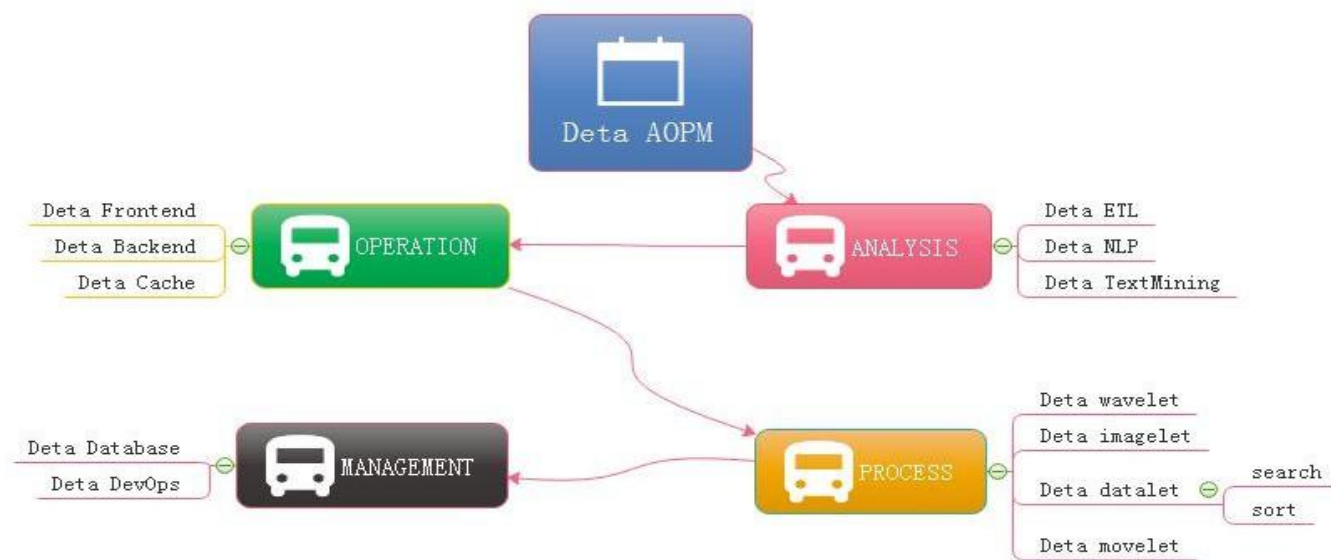 Deta AOPM
Deta Frontend
Deta Backend
Deta Cache
OPERATION
ANALYSIS
Deta ETL
Deta NLP
Deta TextMining
Deta Database
Deta DevOps
MANAGEMENT
PROCESS
Deta wavelet
Deta imagelet
Deta datalet
search
sort
Deta movelet